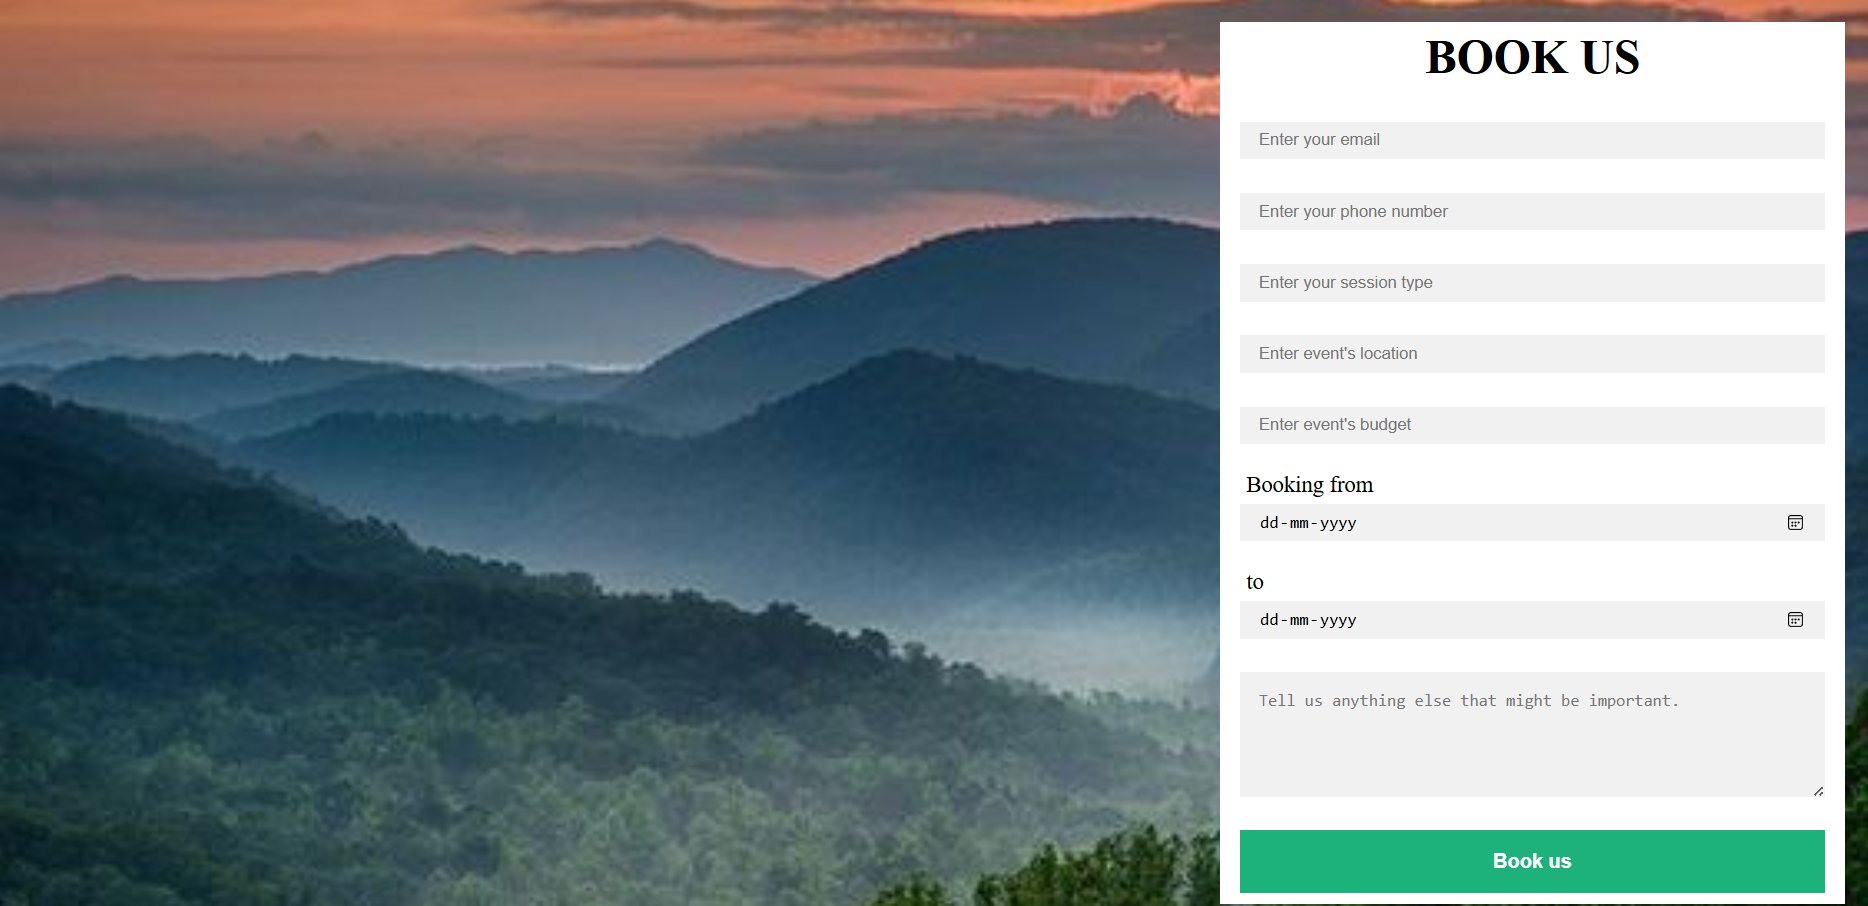 BOOK US
Enter your email
Enter your phone number
Enter your session type
Enter event's location
Enter event's budget
Booking from
dd-mm-yyyy
to
dd-mm-yyyy
Tell us anything else that might be important.
Book us